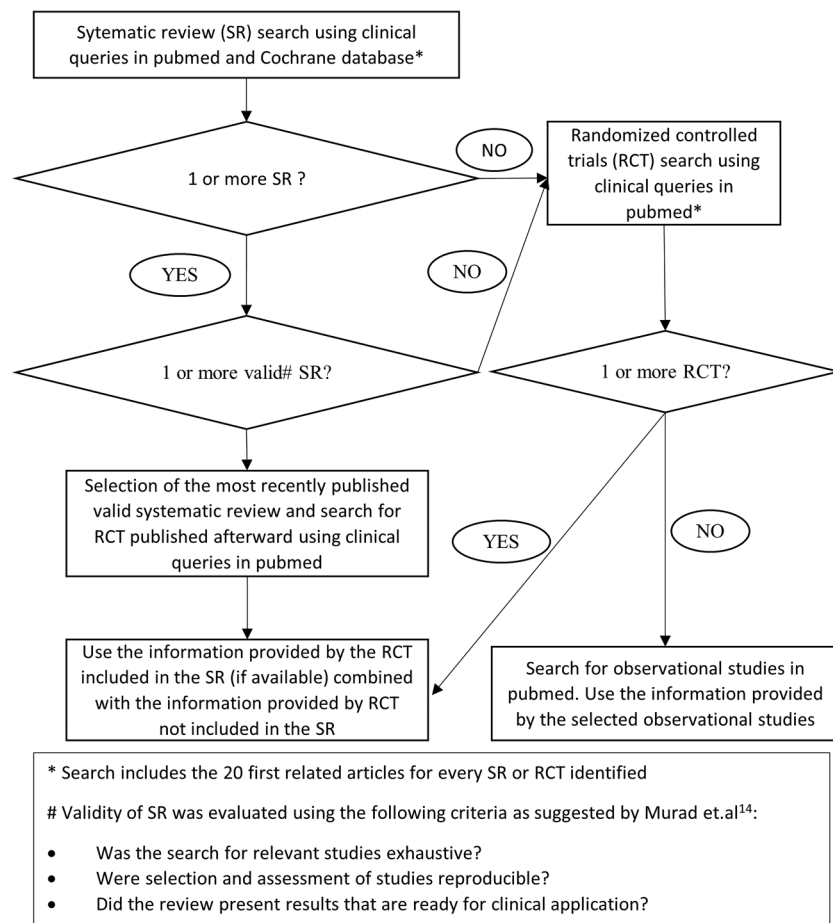 Sytematic review (SR) search using clinical
queries in pubmed and Cochrane database*
NO
Randomized controlled
trials (RCT) search using
clinical queries in
pubmed*
1 or more SR ?
YES
NO
1 or more valid# SR?
1 or more RCT?
Selection of the most recently published
valid systematic review and search for
RCT published afterward using clinical
queries in pubmed
YES
NO
Use the information provided by the RCT
included in the SR (if available) combined
with the information provided by RCT
not included in the SR
Search for observational studies in
pubmed. Use the information provided
by the selected observational studies
* Search includes the 20 first related articles for every SR or RCT identified
# Validity of SR was evaluated using the following criteria as suggested by Murad et.al¹⁴:
• Was the search for relevant studies exhaustive?
• Were selection and assessment of studies reproducible?
• Did the review present results that are ready for clinical application?